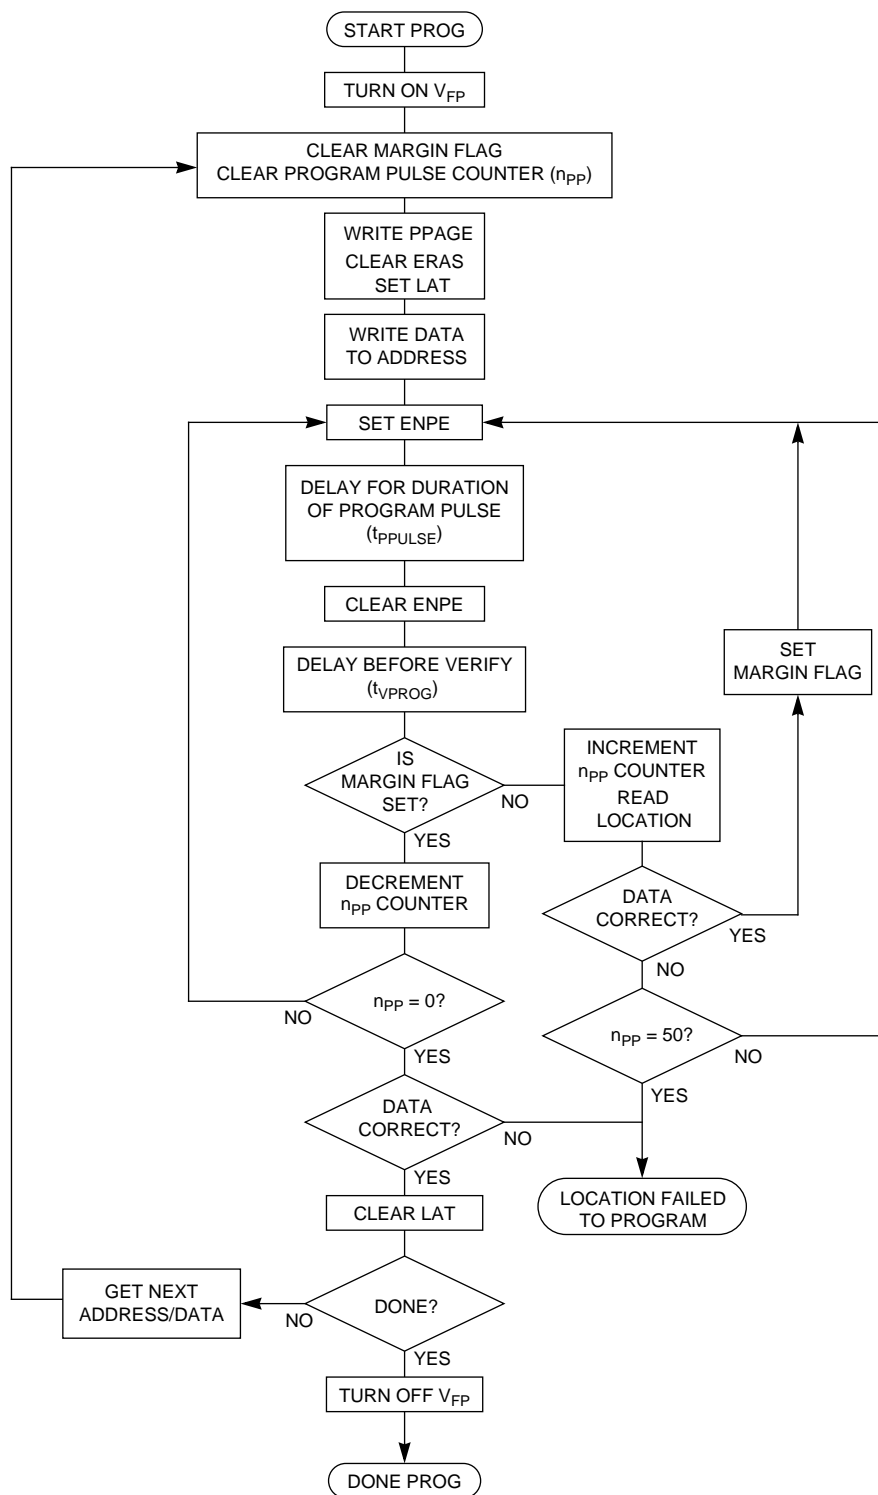 START PROG
TURN ON VFP
CLEAR MARGIN FLAG
CLEAR PROGRAM PULSE COUNTER (nPP)
WRITE PPAGE
CLEAR ERAS
SET LAT
WRITE DATA
TO ADDRESS
SET ENPE
DELAY FOR DURATION
OF PROGRAM PULSE
(tPPULSE)
CLEAR ENPE
DELAY BEFORE VERIFY
(tVPROG)
SET
MARGIN FLAG
IS
MARGIN FLAG
SET?
NO
YES
INCREMENT
nPP COUNTER
READ
LOCATION
DECREMENT
nPP COUNTER
DATA
CORRECT?
YES
NO
nPP = 0?
NO
YES
nPP = 50?
NO
YES
DATA
CORRECT?
NO
YES
LOCATION FAILED
TO PROGRAM
CLEAR LAT
GET NEXT
ADDRESS/DATA
DONE?
NO
YES
TURN OFF VFP
DONE PROG